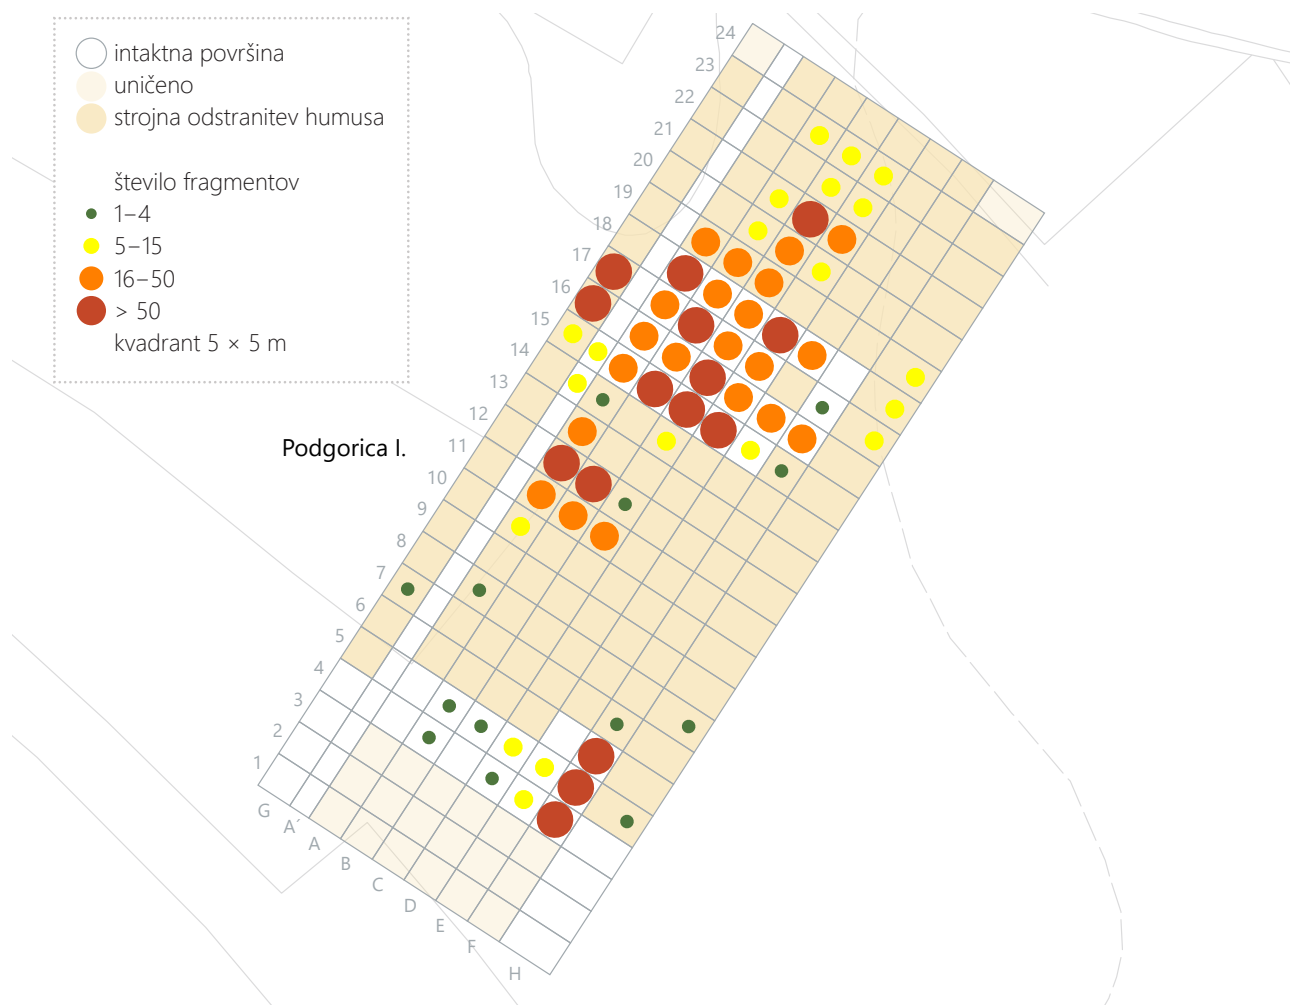 intaktna površina
uničeno
strojna odstranitev humusa
število fragmentov
1–4
5–15
16–50
> 50
kvadrant 5 × 5 m
Podgorica I.
24
23
22
21
20
19
18
17
16
15
14
13
12
11
10
9
8
7
6
5
4
3
2
1
G
A´
A
B
C
D
E
F
H